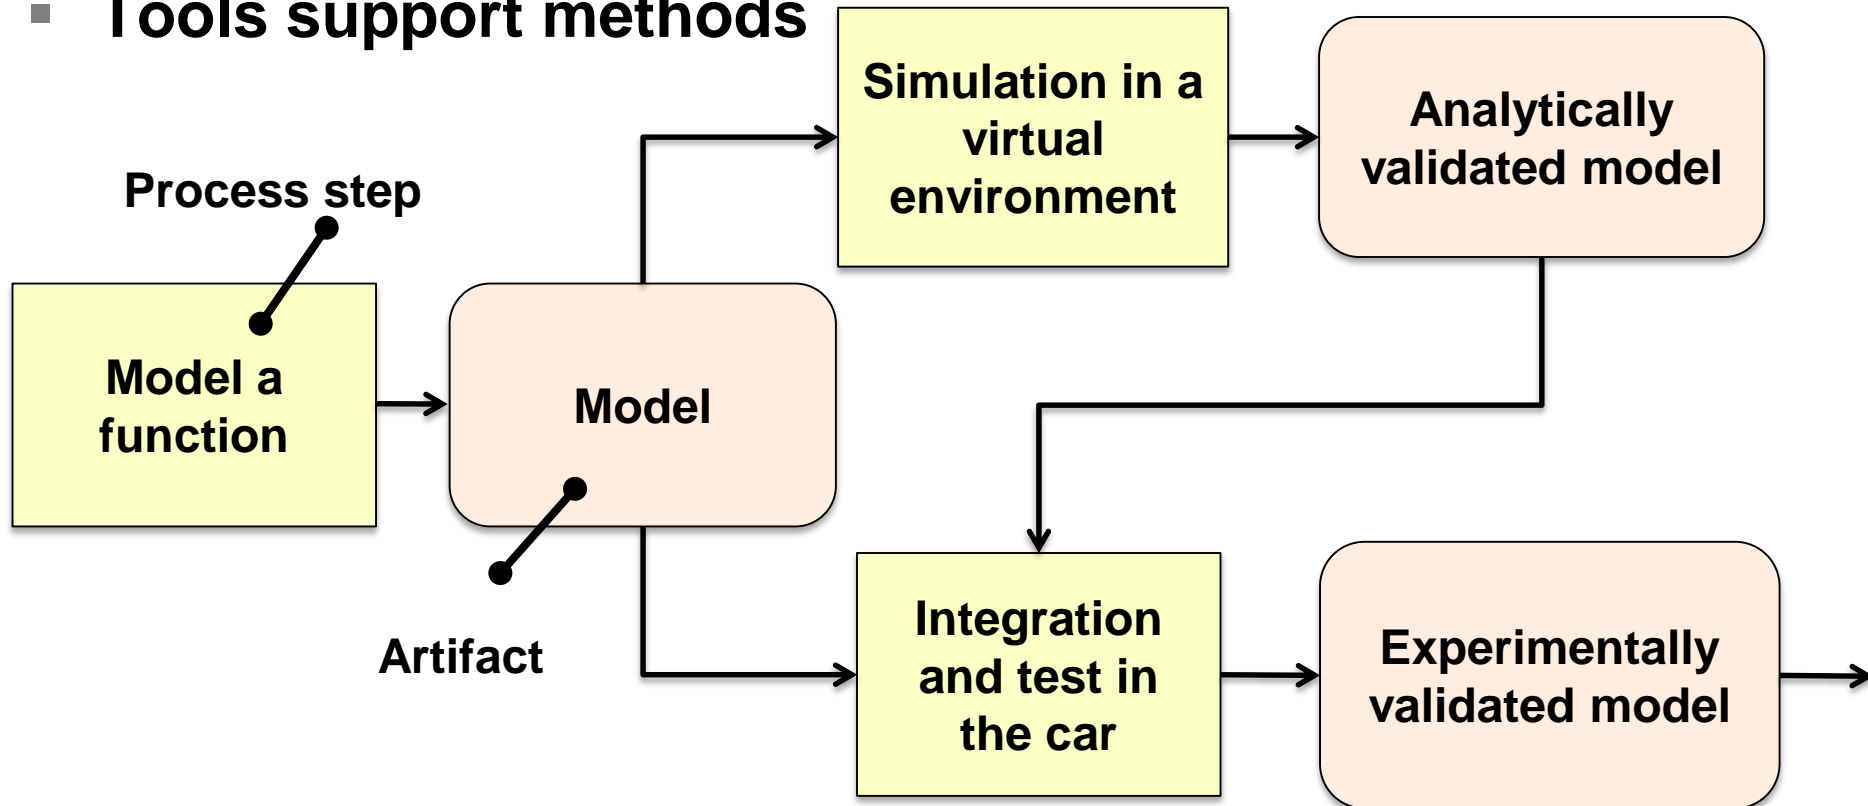 Tools support methods
Simulation in a
virtual
environment
Analytically
validated model
Process step
Model a
function
Model
Artifact
Integration
and test in
the car
Experimentally
validated model